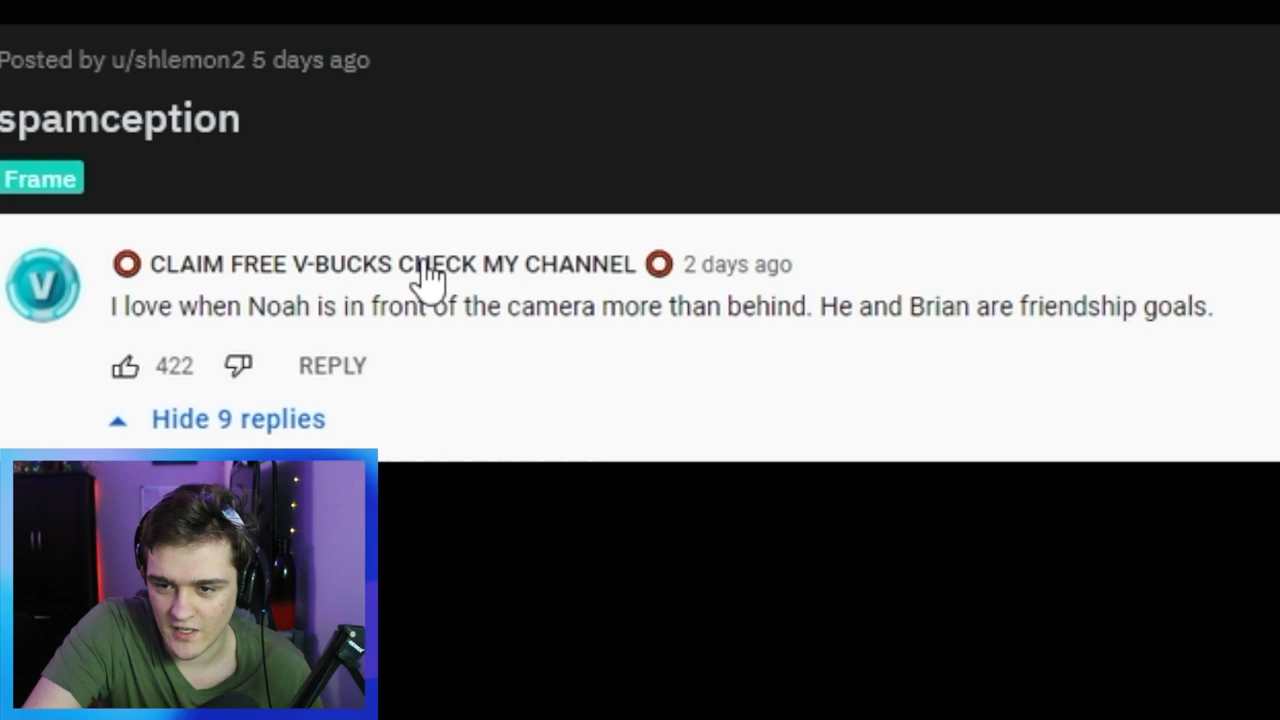 Posted by u/shlemon2 5 days ago
spamception
Frame
V
CLAIM FREE V-BUCKS CHECK MY CHANNEL 2 days ago
I love when Noah is in front of the camera more than behind. He and Brian are friendship goals.
422 REPLY
Hide 9 replies